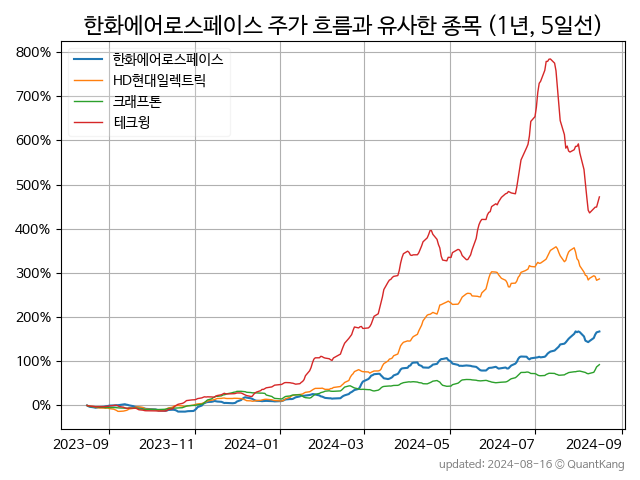 한화에어로스페이스 주가 흐름과 유사한 종목 (1년, 5일선)
한화에어로스페이스
HD현대일렉트릭
크래프톤
테크윙
800%
700%
600%
500%
400%
300%
200%
100%
0%
2023-09
2023-11
2024-01
2024-03
2024-05
2024-07
2024-09
updated: 2024-08-16 © QuantKang